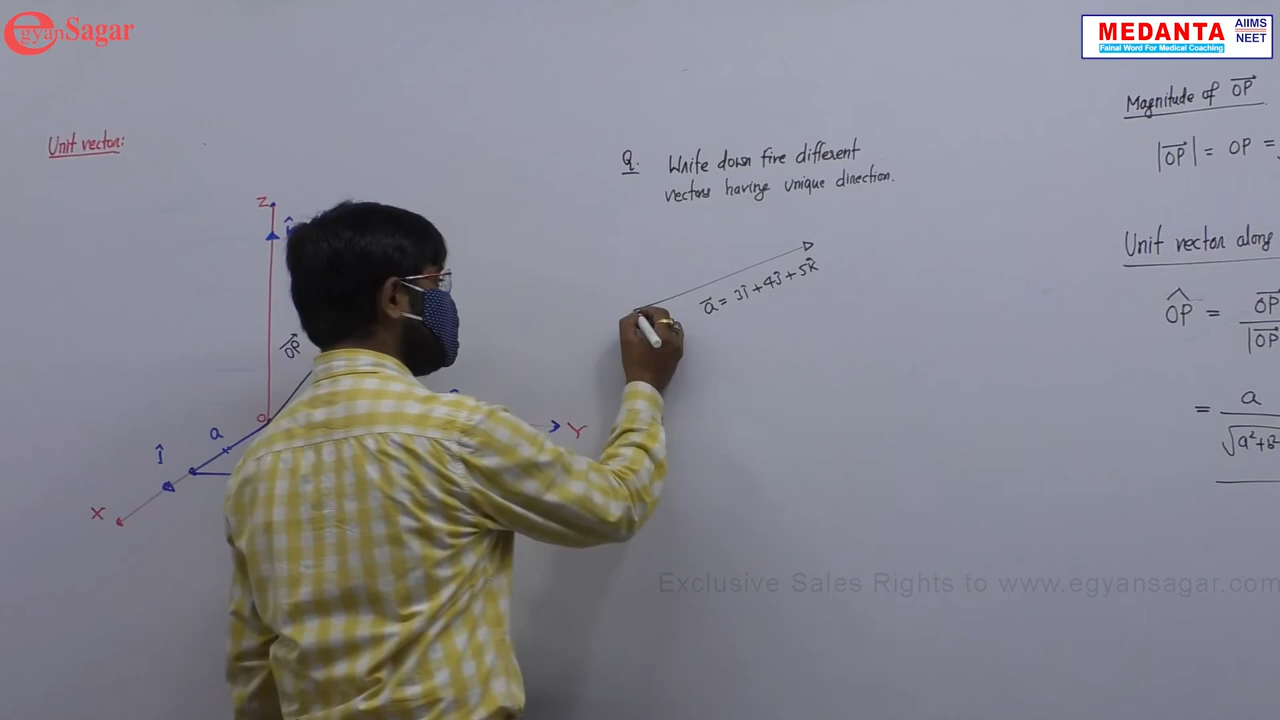 egyanSagar
MEDANTA
AIIMS
NEET
Fainal Word For Medical Coaching
Unit vector:
Z
OP
O
a
î
X
Y
Q. Write down five different
vectors having unique direction.
a⃗ = 3î + 4ĵ + 5k̂
Magnitude of OP⃗
|OP⃗| = OP =
Unit vector along
OP̂ = OP⃗ / |OP⃗
= a / √a²+b²
Exclusive Sales Rights to www.egyansagar.com